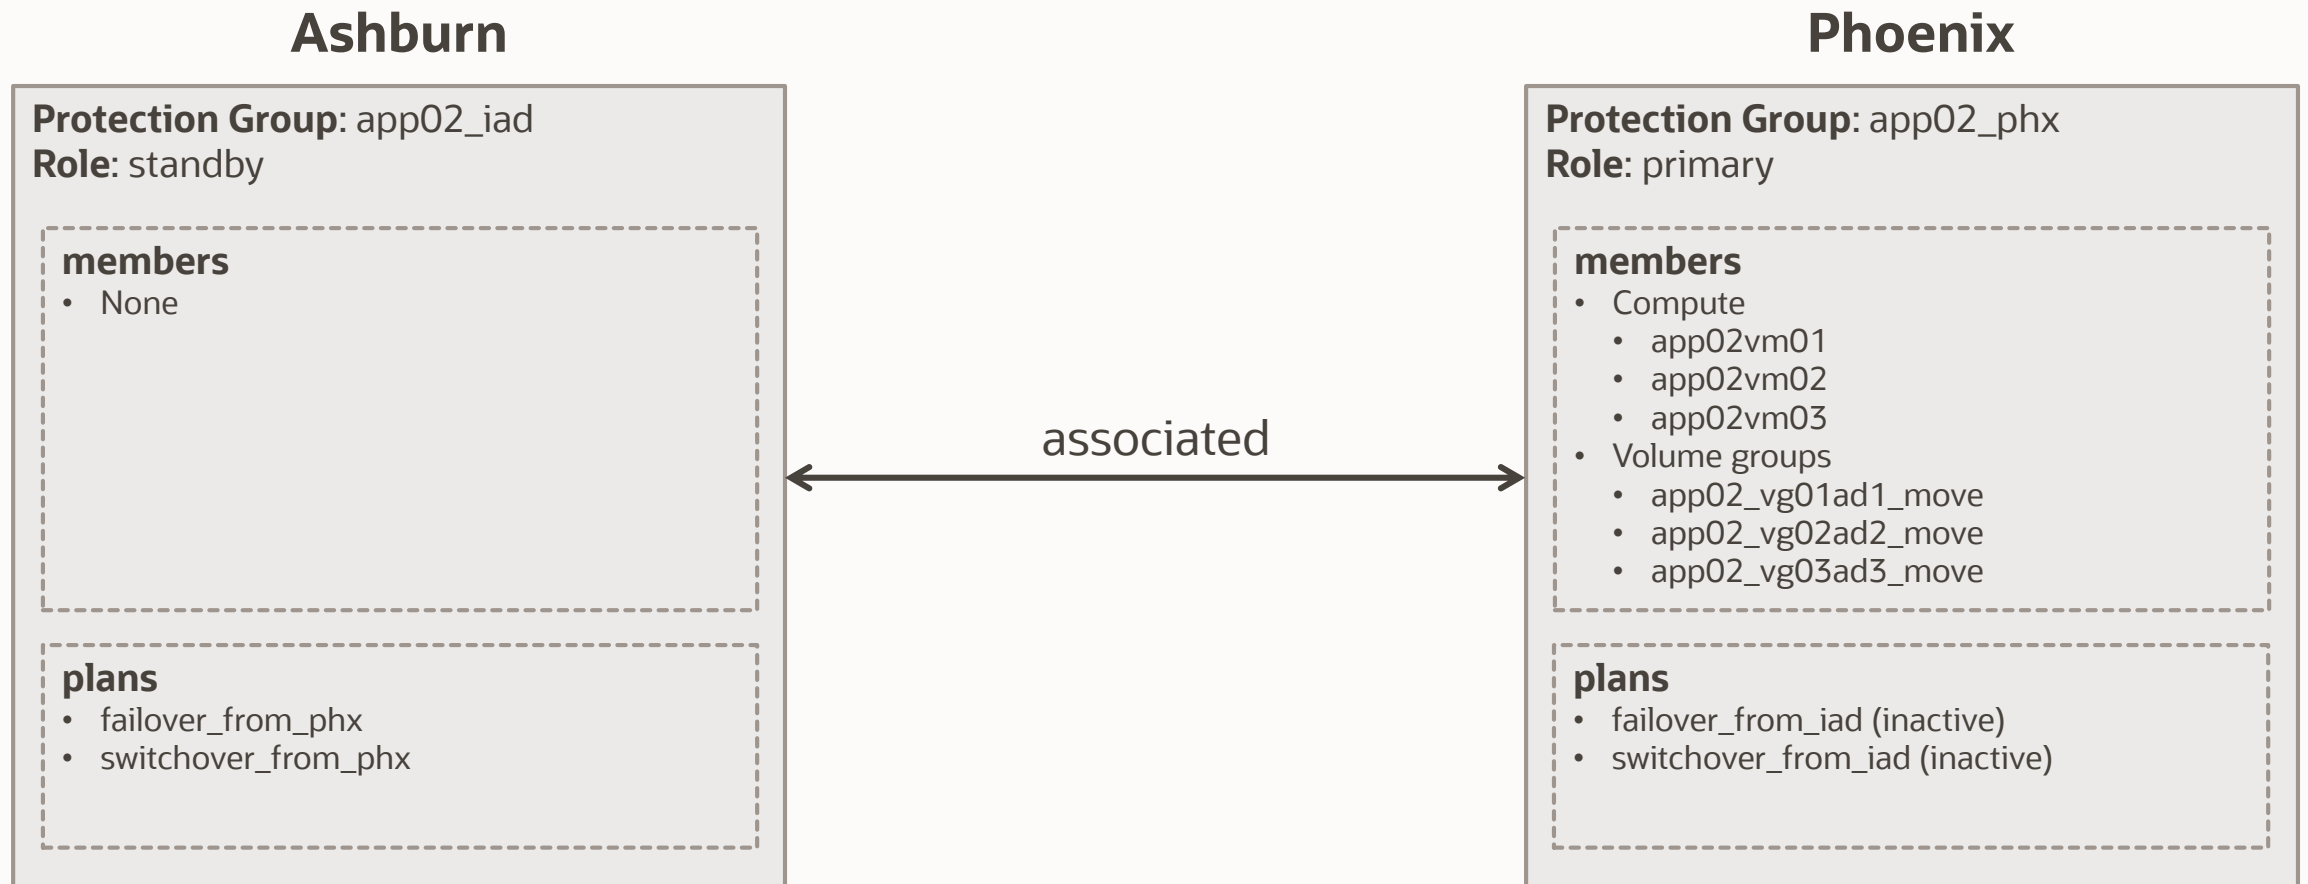 Ashburn
Protection Group: app02_iad
Role: standby
members
• None
plans
• failover_from_phx
• switchover_from_phx
associated
Phoenix
Protection Group: app02_phx
Role: primary
members
• Compute
• app02vm01
• app02vm02
• app02vm03
• Volume groups
• app02_vg01ad1_move
• app02_vg02ad2_move
• app02_vg03ad3_move
plans
• failover_from_iad (inactive)
• switchover_from_iad (inactive)